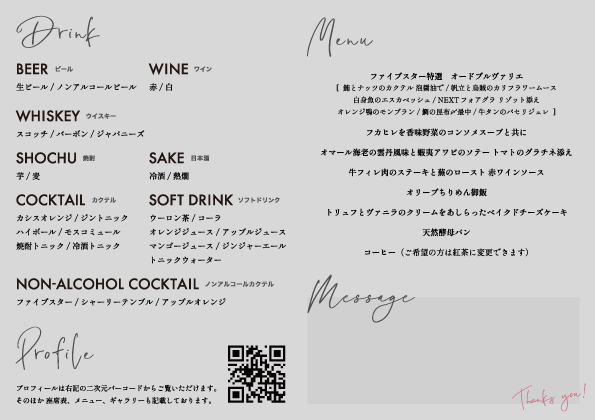 Drink
BEER ビール
生ビール / ノンアルコールビール
WINE ワイン
赤 / 白
WHISKEY ウイスキー
スコッチ / バーボン / ジャパニーズ
SHOCHU 焼酎
芋 / 麦
SAKE 日本酒
冷酒 / 熱燗
COCKTAIL カクテル
カシスオレンジ / ジントニック
ハイボール / モスコミュール
焼酎トニック / 冷酒トニック
SOFT DRINK ソフトドリンク
ウーロン茶 / コーラ
オレンジジュース / アップルジュース
マンゴージュース / ジンジャーエール
トニックウォーター
NON-ALCOHOL COCKTAIL ノンアルコールカクテル
ファイブスター / シャーリーテンプル / アップルオレンジ
Profile
プロフィールは右記の二次元バーコードからご覧いただけます。
そのほか 座席表、メニュー、ギャラリーも記載しております。
Menu
ファイブスター特選　オードブルヴァリエ
[ 鮪とナッツのカクテル 泡醤油で / 帆立と烏賊のカリフラワームース
白身魚のエスカベッシュ / NEXTフォアグラ リゾット添え
オレンジ鴨のモンブラン / 鯛の昆布〆最中 / 牛タンのパセリジュレ ]
フカヒレを香味野菜のコンソメスープと共に
オマール海老の雲丹風味と蝦夷アワビのソテー トマトのグラチネ添え
牛フィレ肉のステーキと蕪のロースト 赤ワインソース
オリーブちりめん御飯
トリュフとヴァニラのクリームをあしらったベイクドチーズケーキ
天然酵母パン
コーヒー（ご希望の方は紅茶に変更できます）
Message
Thanks you!